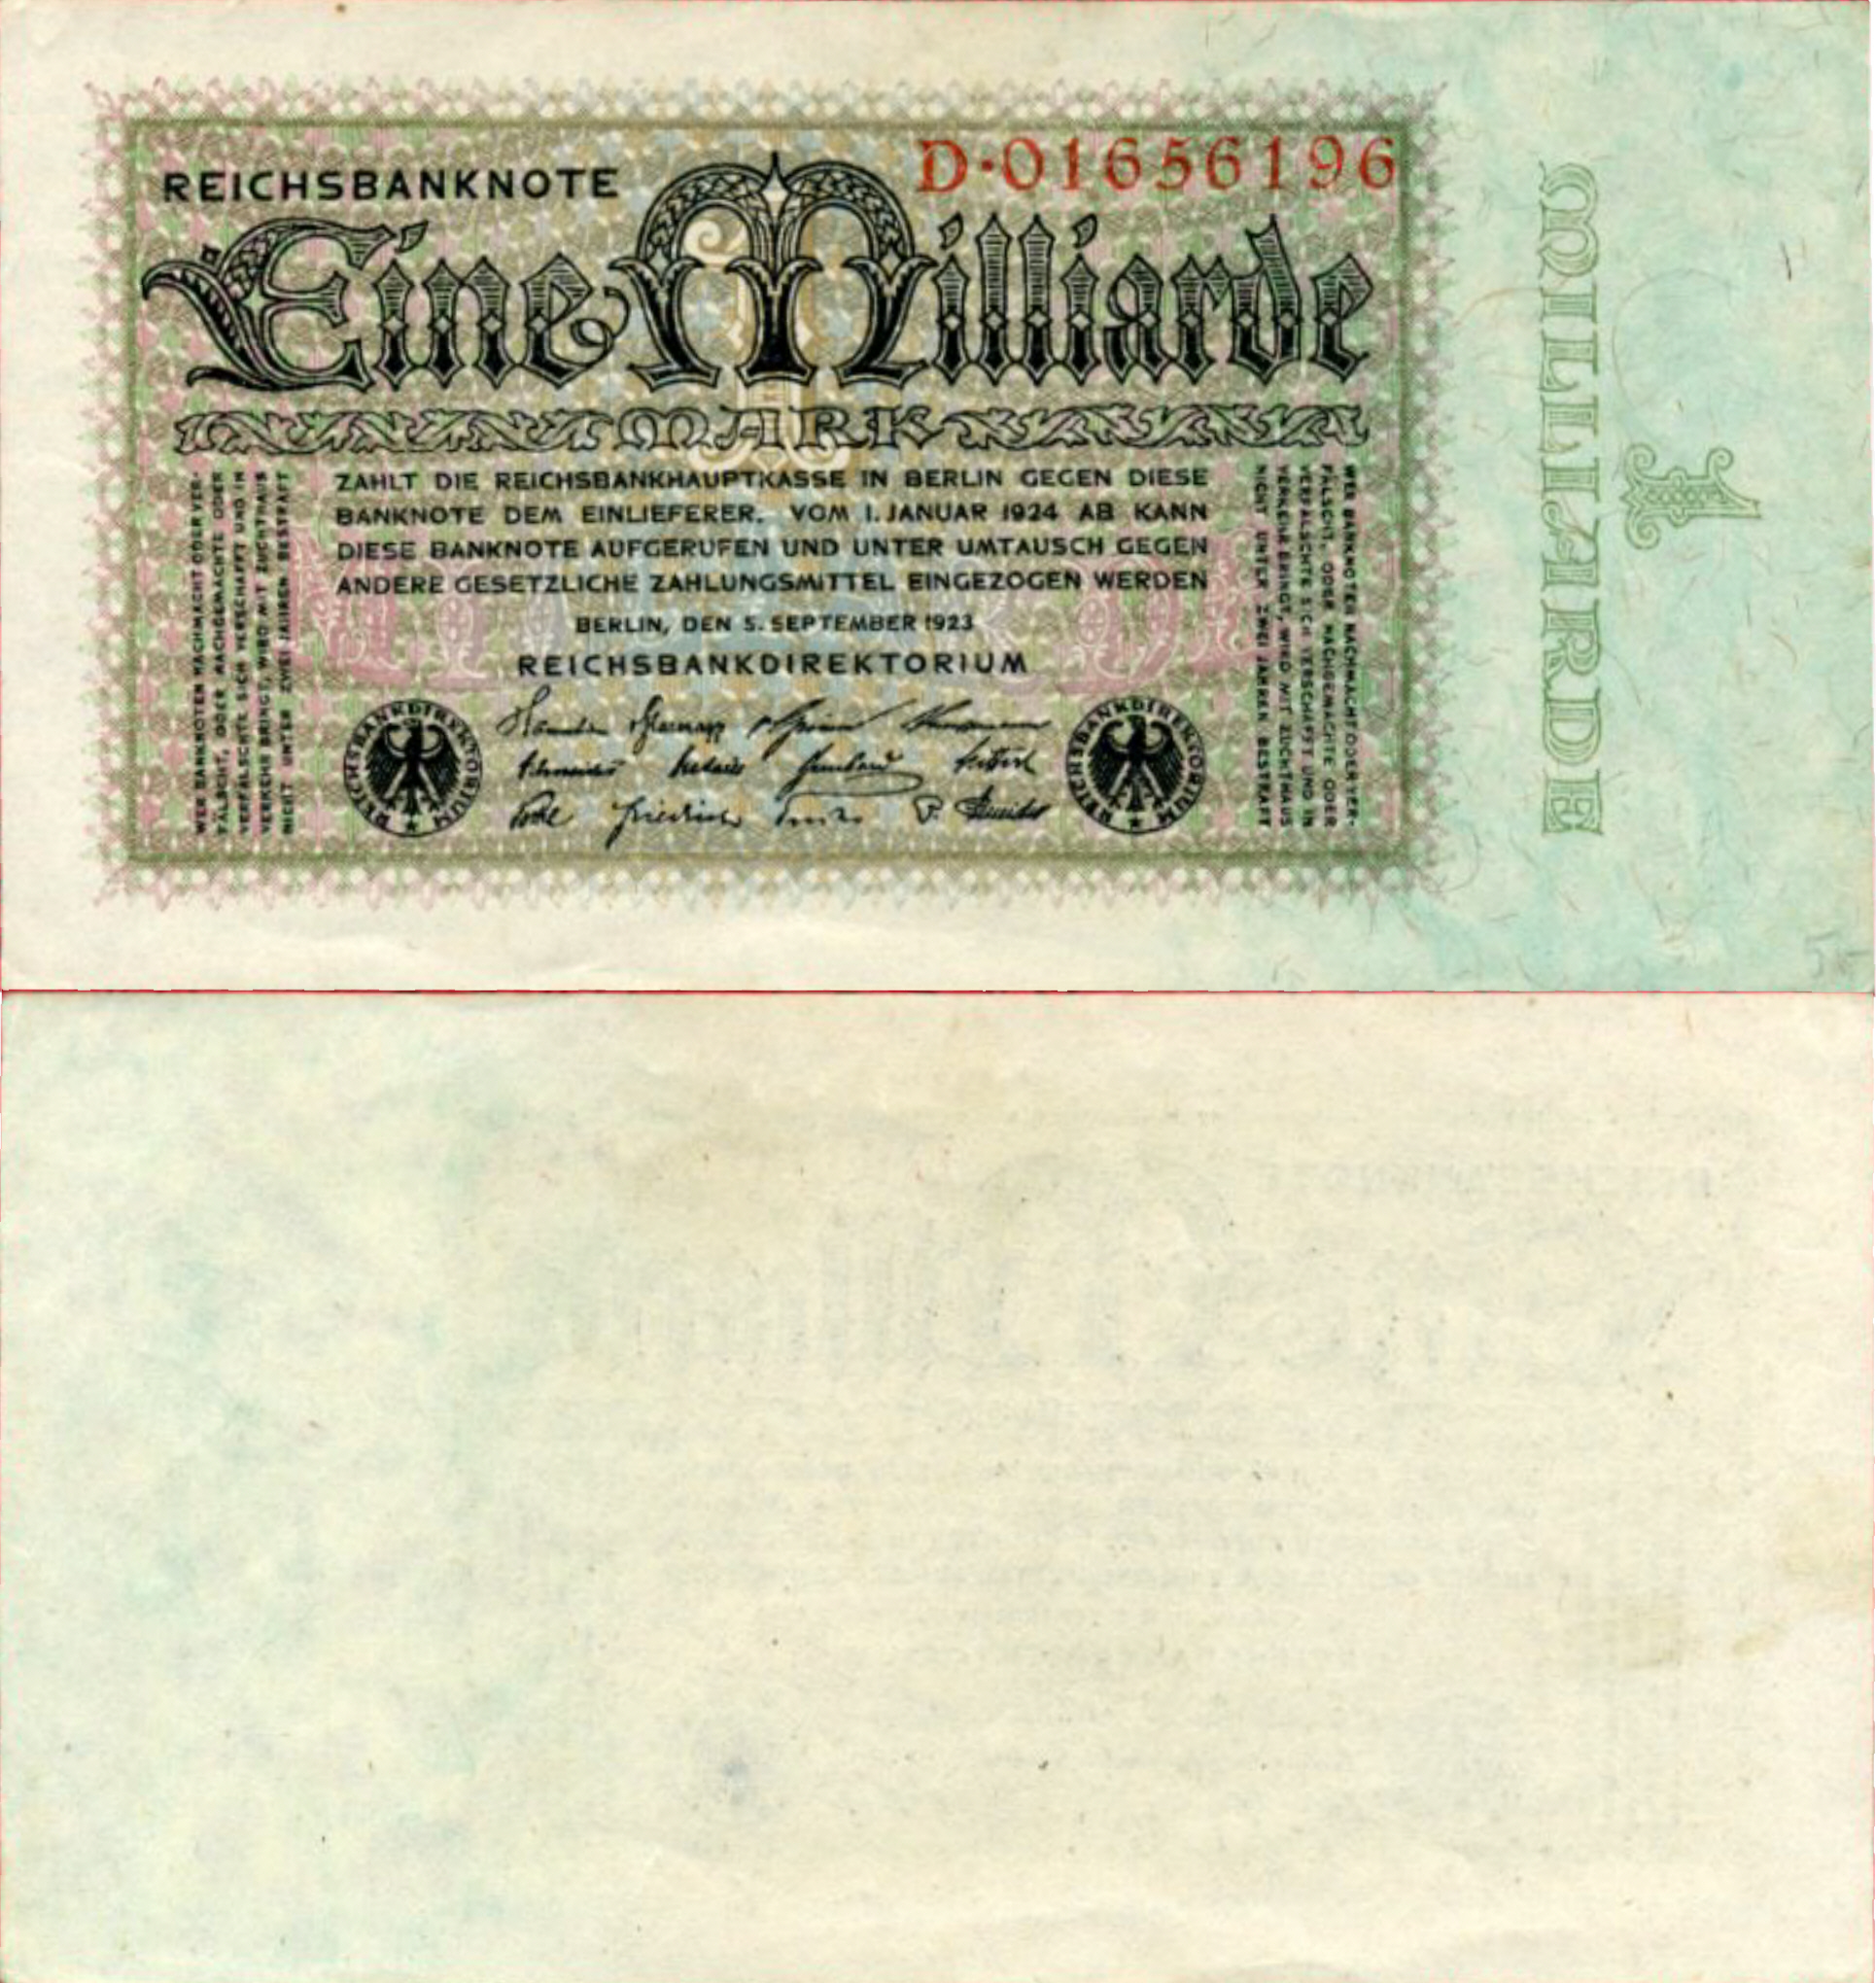 REICHSBANKNOTE
D·01656196
Eine Milliarde
MARK
ZAHLT DIE REICHSBANKHAUPTKASSE IN BERLIN GEGEN DIESE
BANKNOTE DEM EINLIEFERER. VOM 1. JANUAR 1924 AB KANN
DIESE BANKNOTE AUFGERUFEN UND UNTER UMTAUSCH GEGEN
ANDERE GESETZLICHE ZAHLUNGSMITTEL EINGEZOGEN WERDEN
BERLIN, DEN 5. SEPTEMBER 1923
REICHSBANKDIREKTORIUM
WER BANKNOTEN NACHMACHT ODER VER-
FÄLSCHT, ODER NACHGEMACHTE ODER
VERFÄLSCHTE SICH VERSCHAFFT UND IN
VERKEHR BRINGT, WIRD MIT ZUCHTHAUS
NICHT UNTER ZWEI JAHREN BESTRAFT
WER BANKNOTEN NACHMACHT ODER VER-
FÄLSCHT, ODER NACHGEMACHTE ODER
VERFÄLSCHTE SICH VERSCHAFFT UND IN
VERKEHR BRINGT, WIRD MIT ZUCHTHAUS
NICHT UNTER ZWEI JAHREN BESTRAFT
REICHSBANKDIREKTORIUM
REICHSBANKDIREKTORIUM
1
MILLIARDE